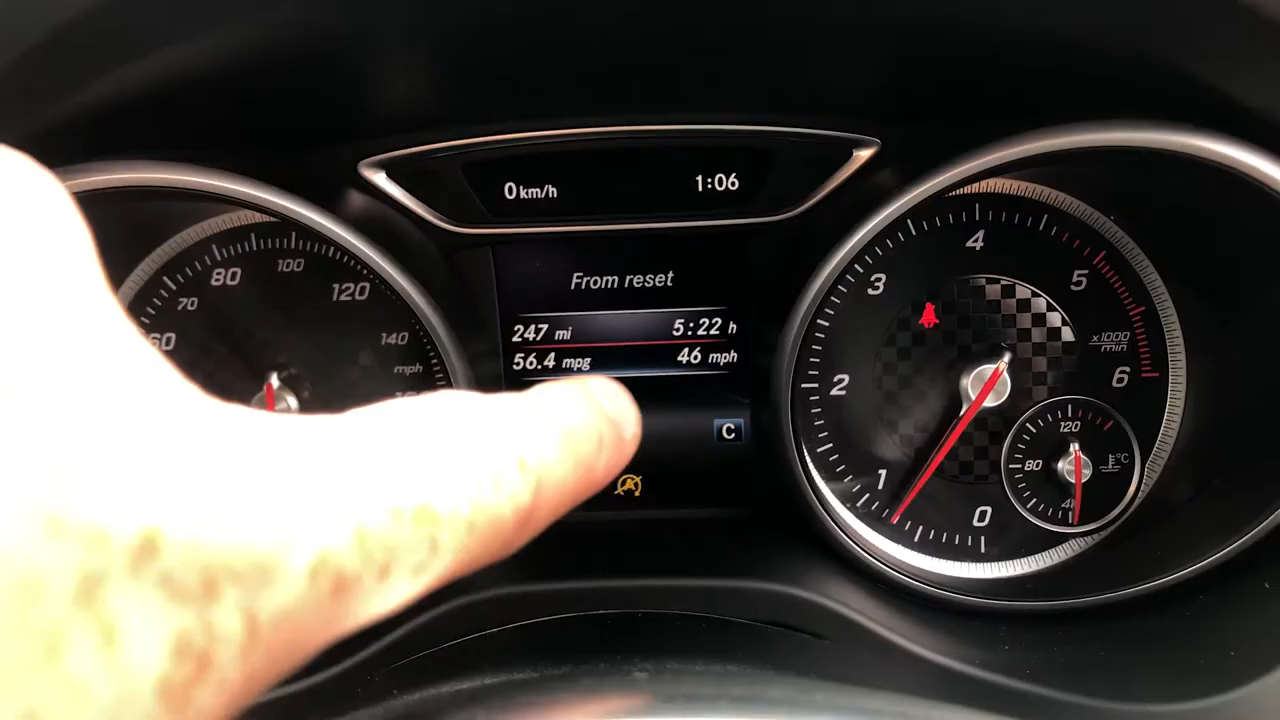 0 km/h 1:06
From reset
247 mi 5:22 h
56.4 mpg 46 mph
C
60 70 80 100 120 140
mph
0 1 2 3 4 5 6
x1000
min
80 120
°C